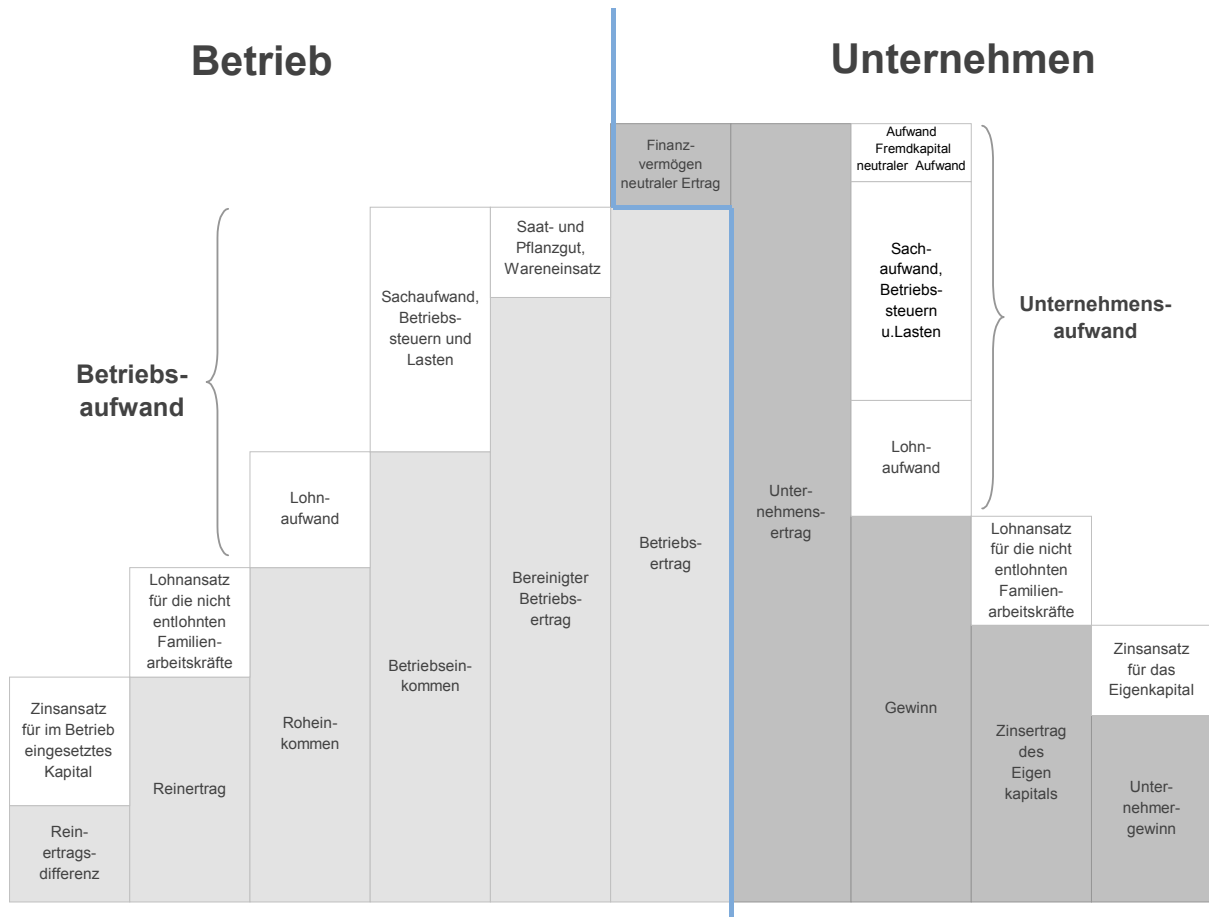 Betrieb
Unternehmen
Finanz-
vermögen
neutraler Ertrag
Aufwand
Fremdkapital
neutraler Aufwand
Saat- und
Pflanzgut,
Wareneinsatz
Sachaufwand,
Betriebs-
steuern und
Lasten
Sach-
aufwand,
Betriebs-
steuern
u.Lasten
Unternehmens-
aufwand
Betriebs-
aufwand
Lohn-
aufwand
Lohn-
aufwand
Unter-
nehmens-
ertrag
Betriebs-
ertrag
Lohnansatz
für die nicht
entlohnten
Familien-
arbeitskräfte
Lohnansatz
für die nicht
entlohnten
Familien-
arbeitskräfte
Bereinigter
Betriebs-
ertrag
Betriebsein-
kommen
Zinsansatz
für das
Eigenkapital
Zinsansatz
für im Betrieb
eingesetztes
Kapital
Reinertrag
Rohein-
kommen
Gewinn
Zinsertrag
des
Eigen
kapitals
Unter-
nehmer-
gewinn
Rein-
ertrags-
differenz